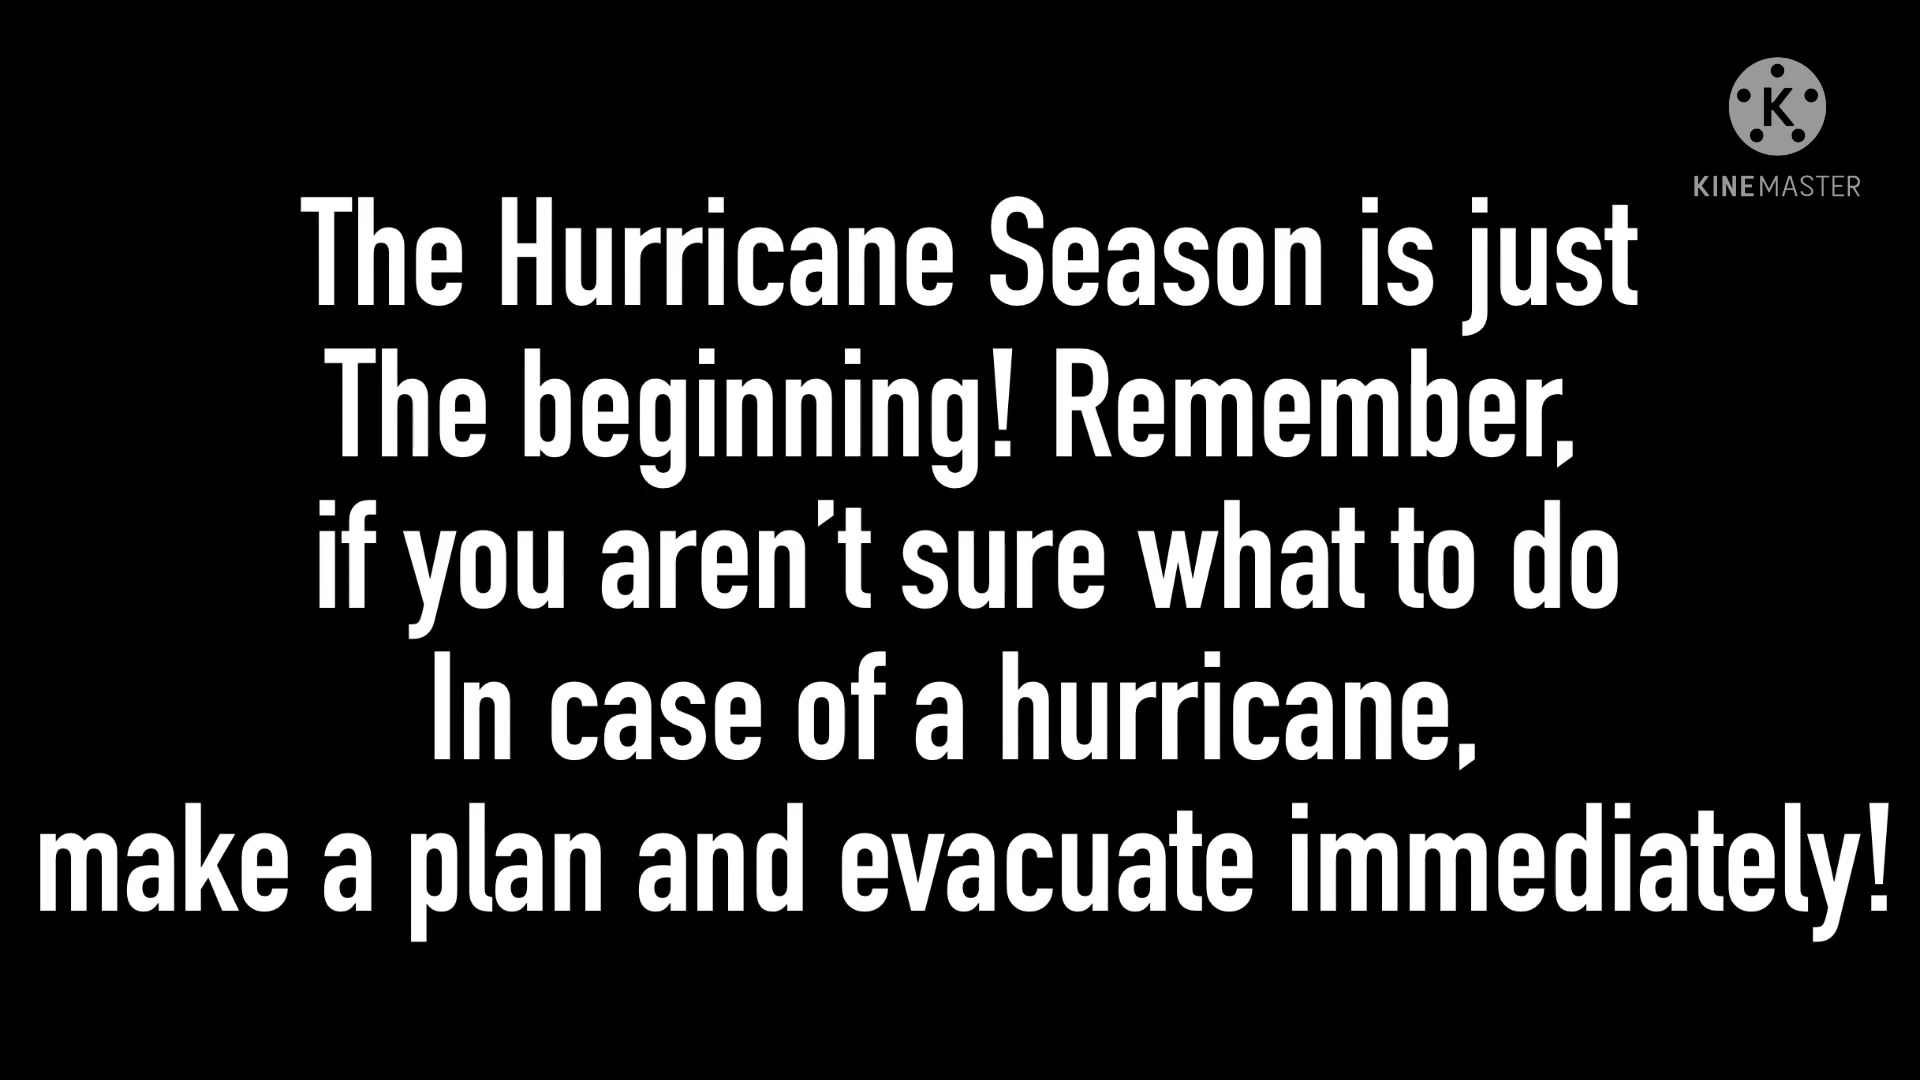 K
KINEMASTER
The Hurricane Season is just
The beginning! Remember,
if you aren't sure what to do
In case of a hurricane,
make a plan and evacuate immediately!